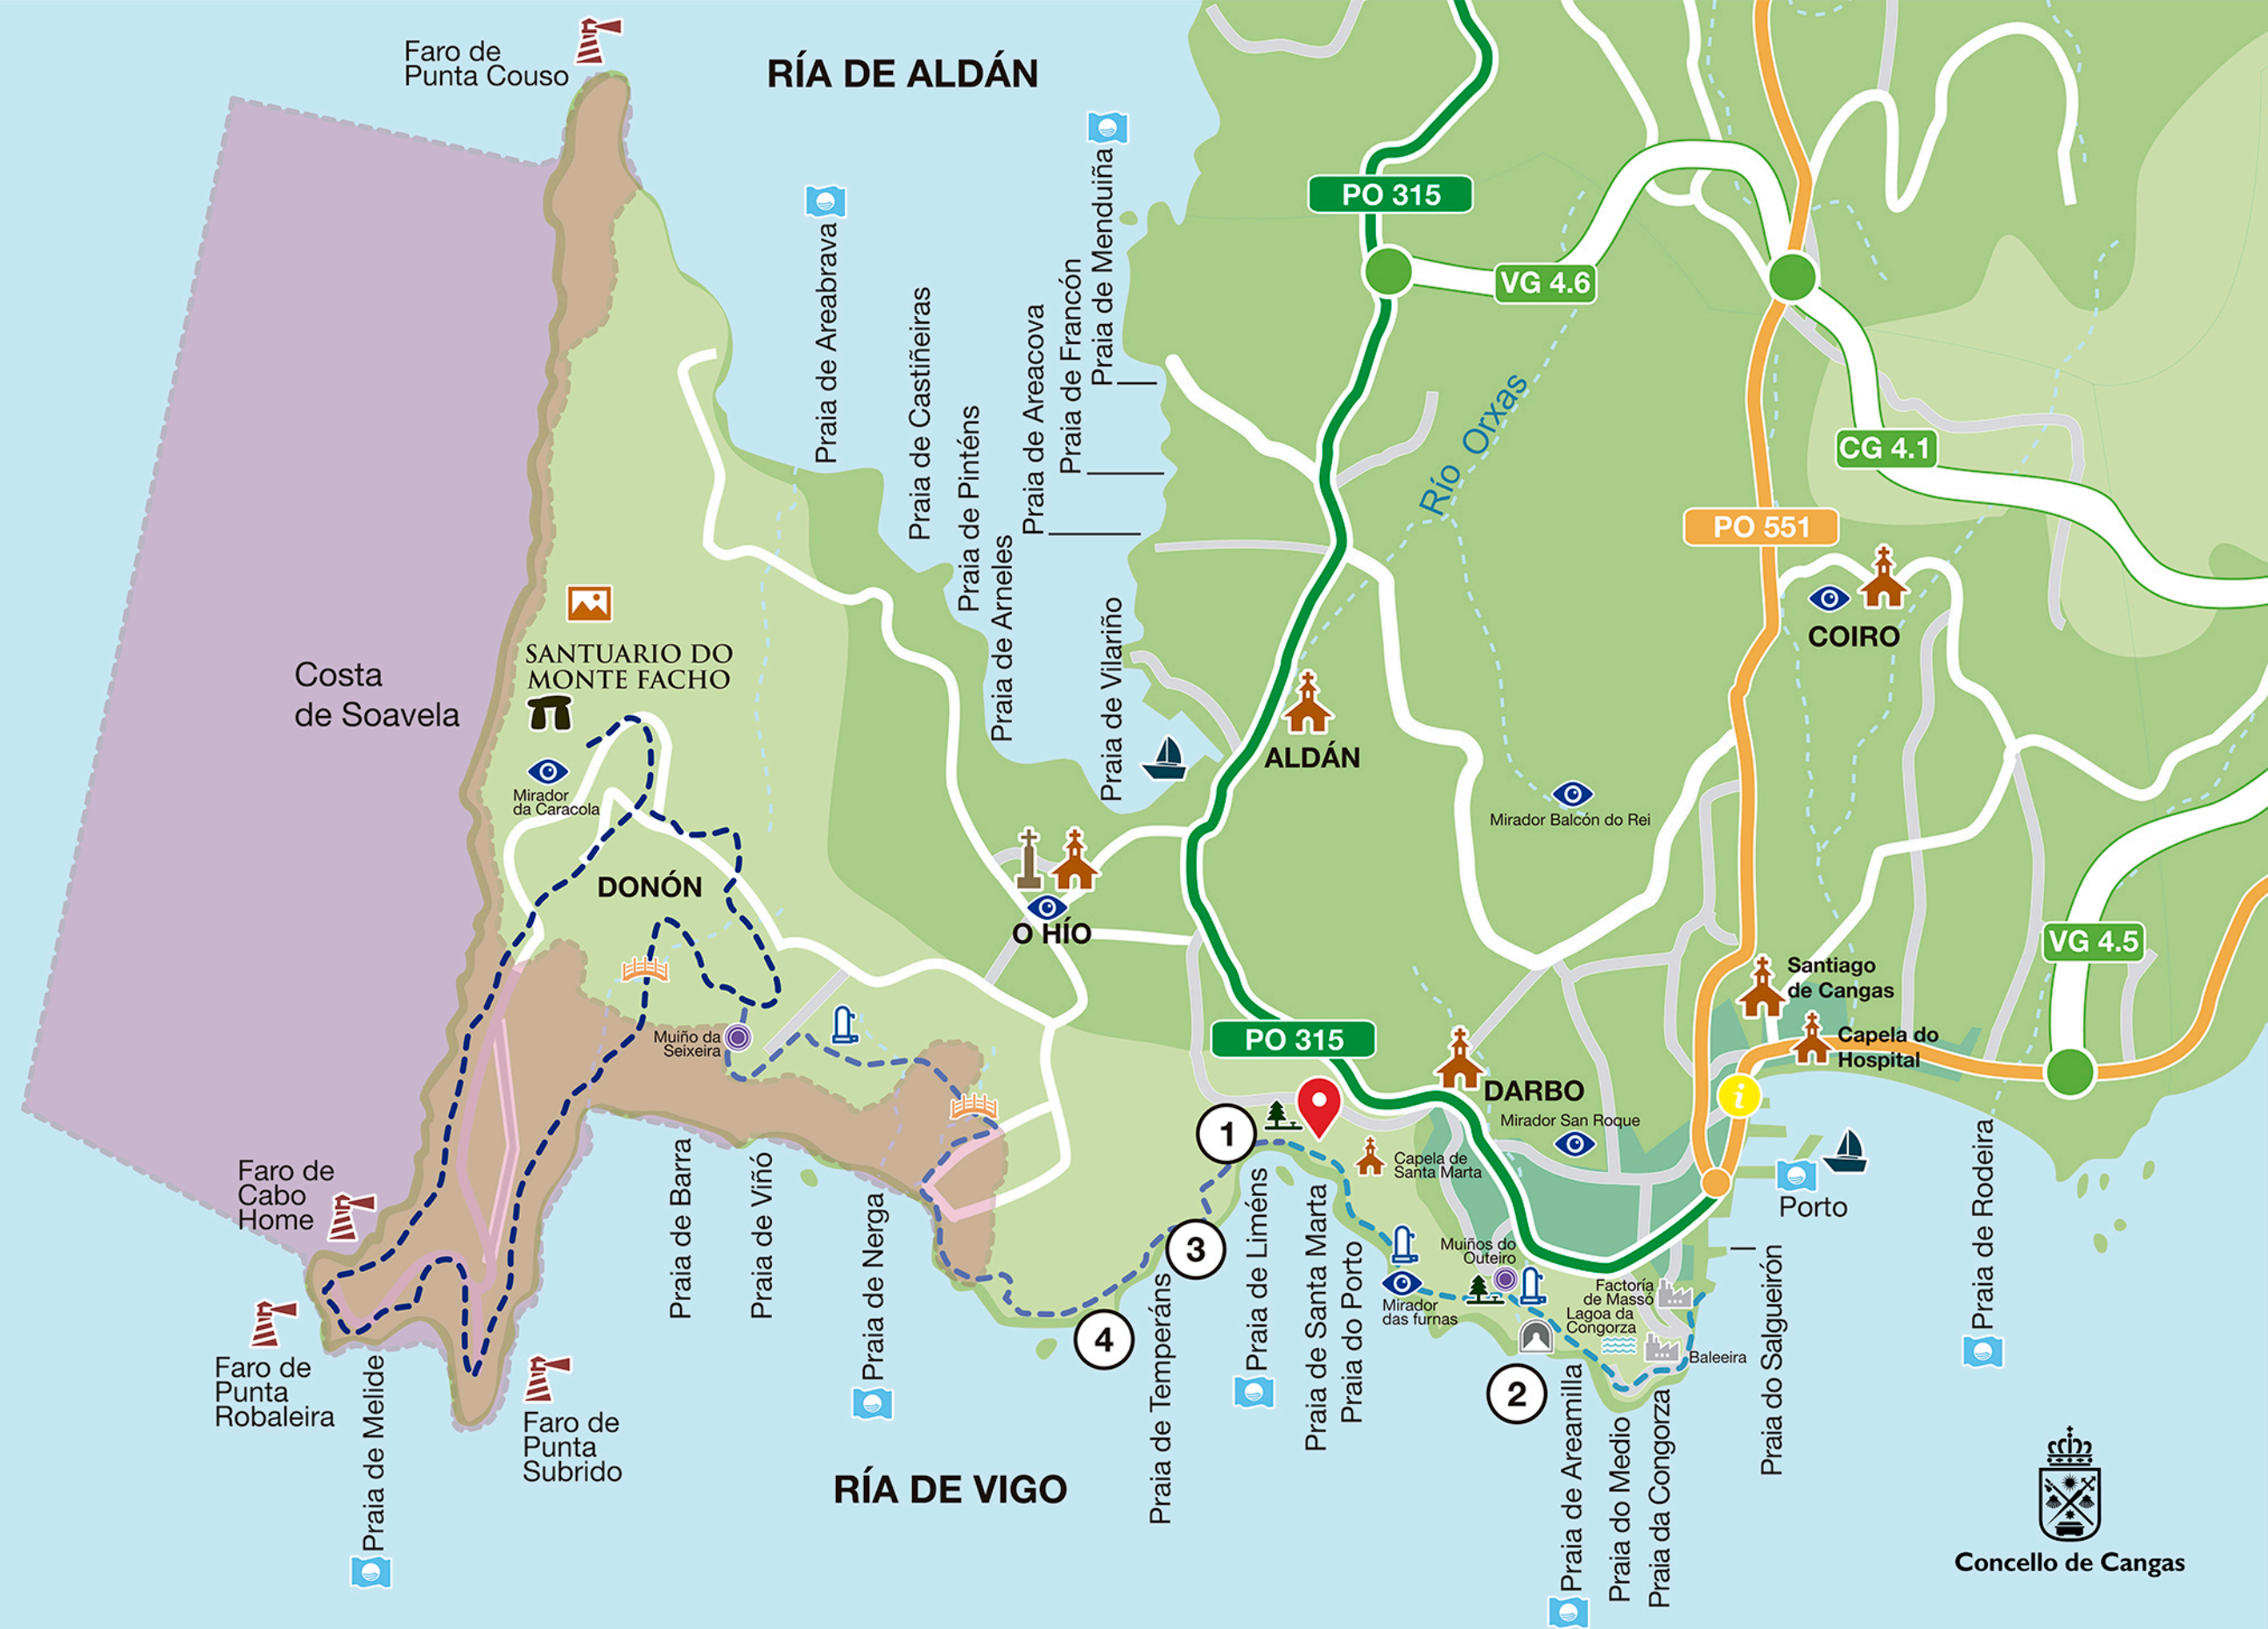 Faro de
Punta Couso
RÍA DE ALDÁN
Praia de Areabrava
Praia de Castiñeiras
Praia de Pinténs
Praia de Arneles
Praia de Areacova
Praia de Francón
Praia de Menduiña
Praia de Vilariño
PO 315
VG 4.6
CG 4.1
PO 551
Río Orxas
COIRO
Costa
de Soavela
SANTUARIO DO
MONTE FACHO
Mirador
da Caracola
DONÓN
ALDÁN
Mirador Balcón do Rei
O HÍO
VG 4.5
Santiago
de Cangas
Capela do
Hospital
Muiño da
Seixeira
PO 315
DARBO
Mirador San Roque
i
1
Capela de
Santa Marta
Faro de
Cabo
Home
Praia de Barra
Praia de Viñó
Praia de Nerga
3
4
Praia de Temperáns
Praia de Liméns
Praia de Santa Marta
Praia do Porto
Muiños do
Outeiro
Mirador
das furnas
Factoría
de Massó
Lagoa da
Congorza
Baleeira
2
Porto
Praia do Salgueirón
Praia de Rodeira
Faro de
Punta
Robaleira
Praia de Melide
Faro de
Punta
Subrido
RÍA DE VIGO
Praia de Areamilla
Praia do Medio
Praia da Congorza
Concello de Cangas